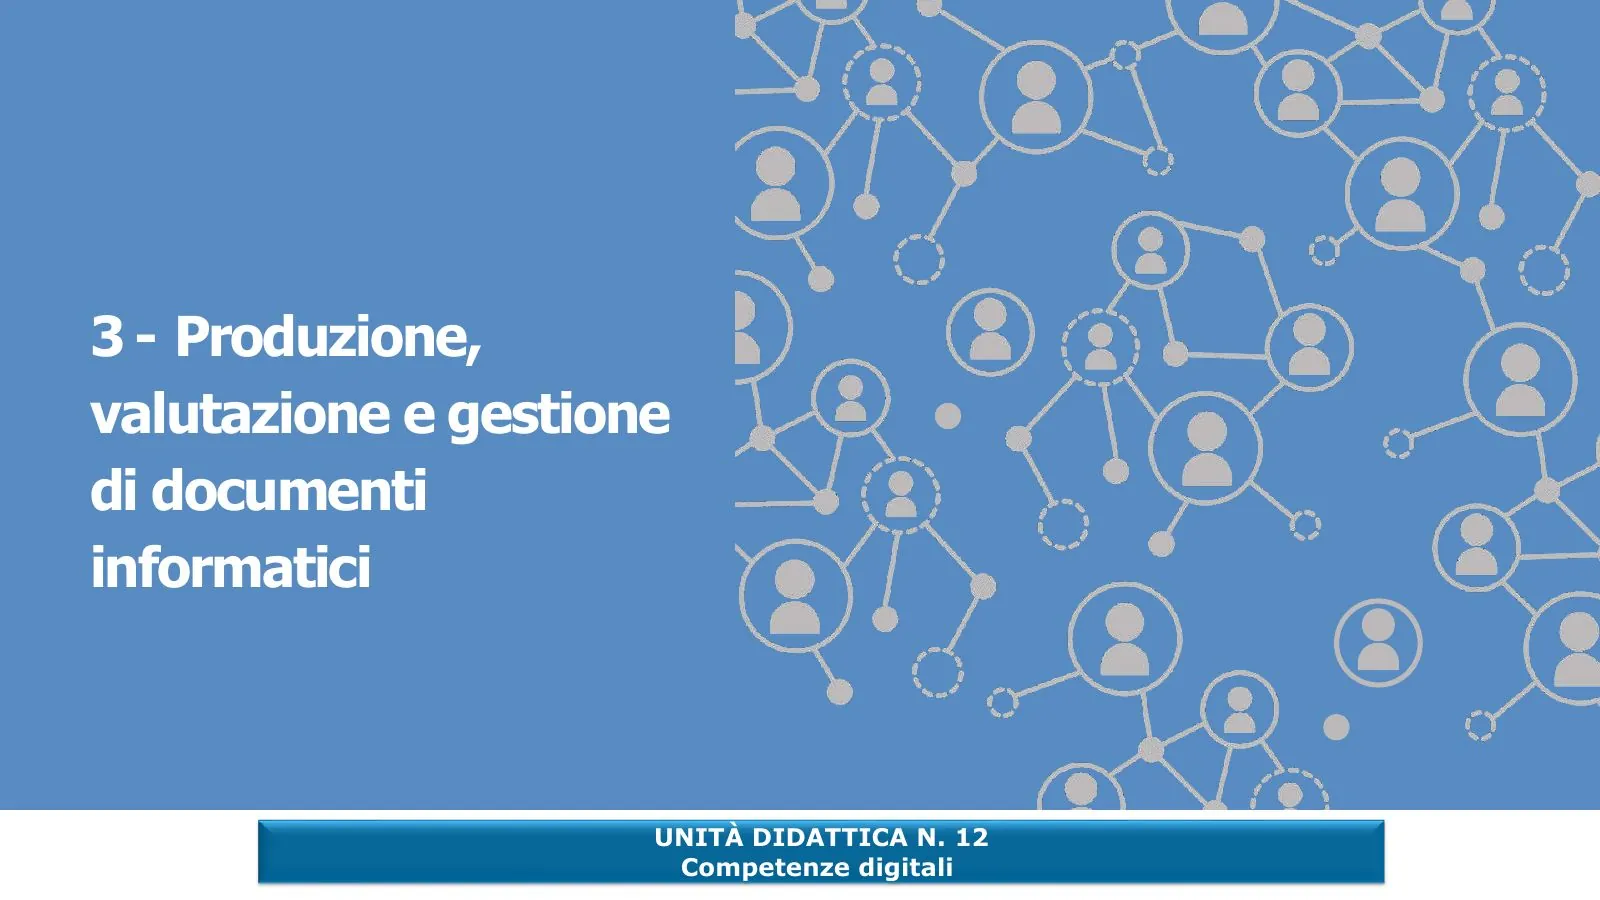 3 - Produzione,
valutazione e gestione
di documenti
informatici
UNITÀ DIDATTICA N. 12
Competenze digitali